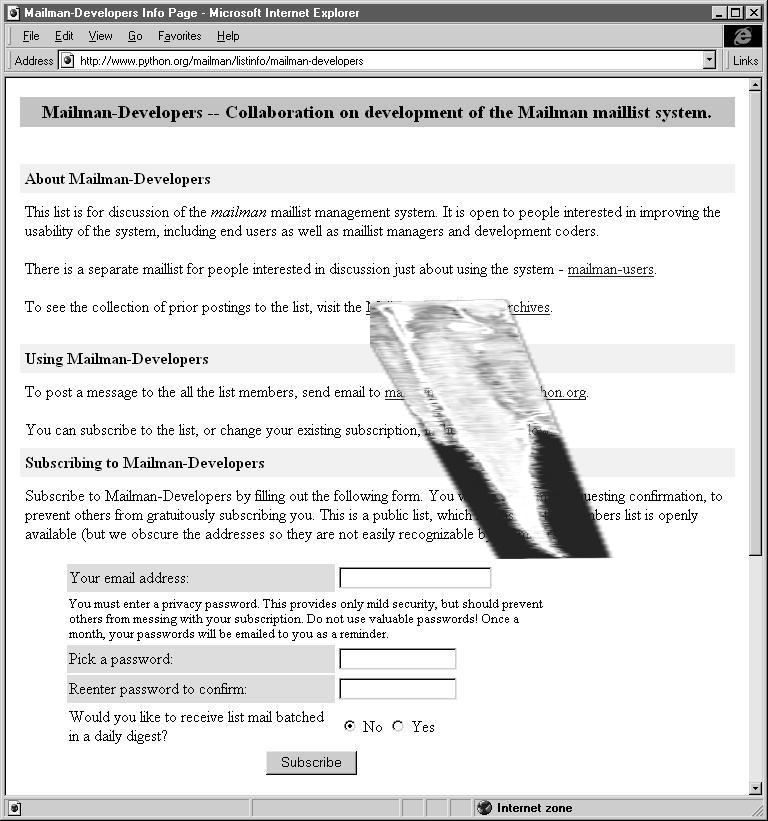 Mailman-Developers Info Page - Microsoft Internet Explorer
File Edit View Go Favorites Help
Address http://www.python.org/mailman/listinfo/mailman-developers Links
Mailman-Developers -- Collaboration on development of the Mailman maillist system.
About Mailman-Developers
This list is for discussion of the mailman maillist management system. It is open to people interested in improving the
usability of the system, including end users as well as maillist managers and development coders.
There is a separate maillist for people interested in discussion just about using the system - mailman-users.
To see the collection of prior postings to the list, visit the
Using Mailman-Developers
To post a message to the all the list members, send email to
You can subscribe to the list, or change your existing subscription,
Subscribing to Mailman-Developers
Subscribe to Mailman-Developers by filling out the following form. You confirmation, to
prevent others from gratuitously subscribing you. This is a public list, which list is openly
available (but we obscure the addresses so they are not easily recognizable
Your email address:
You must enter a privacy password. This provides only mild security, but should prevent
others from messing with your subscription. Do not use valuable passwords! Once a
month, your passwords will be emailed to you as a reminder.
Pick a password:
Reenter password to confirm:
Would you like to receive list mail batched
in a daily digest?
No Yes
Subscribe
Internet zone